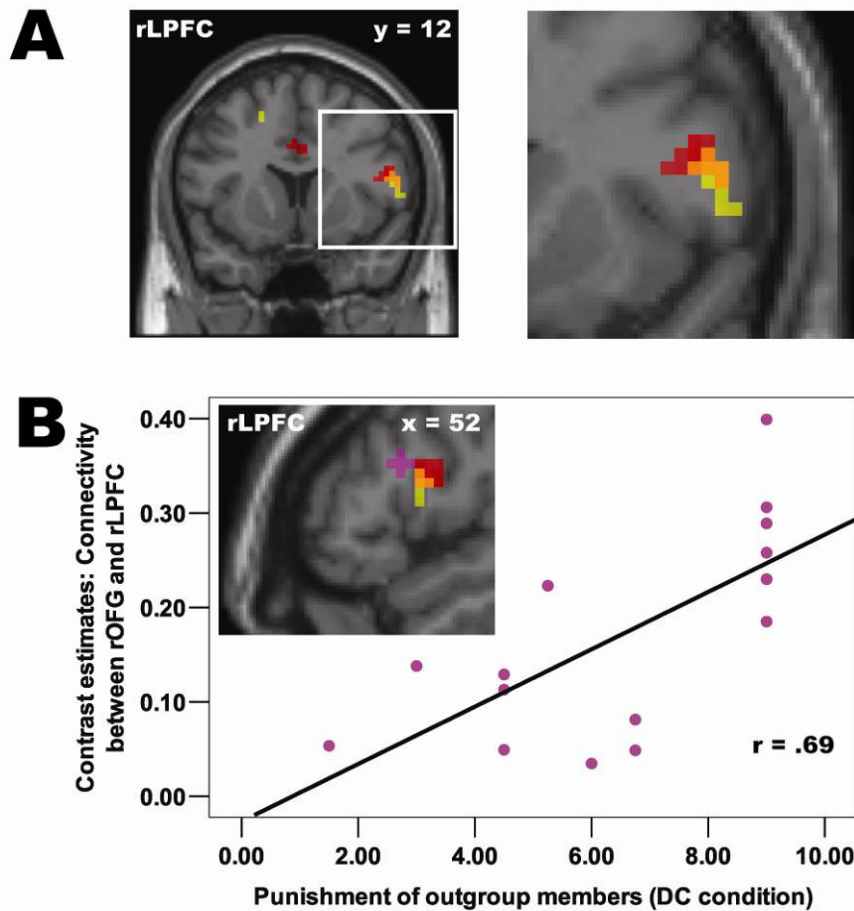 A
rLPFC y = 12
B
rLPFC x = 52
Contrast estimates: Connectivity
between rOFG and rLPFC
0.40
0.30
0.20
0.10
0.00
r = .69
0.00 2.00 4.00 6.00 8.00 10.00
Punishment of outgroup members (DC condition)